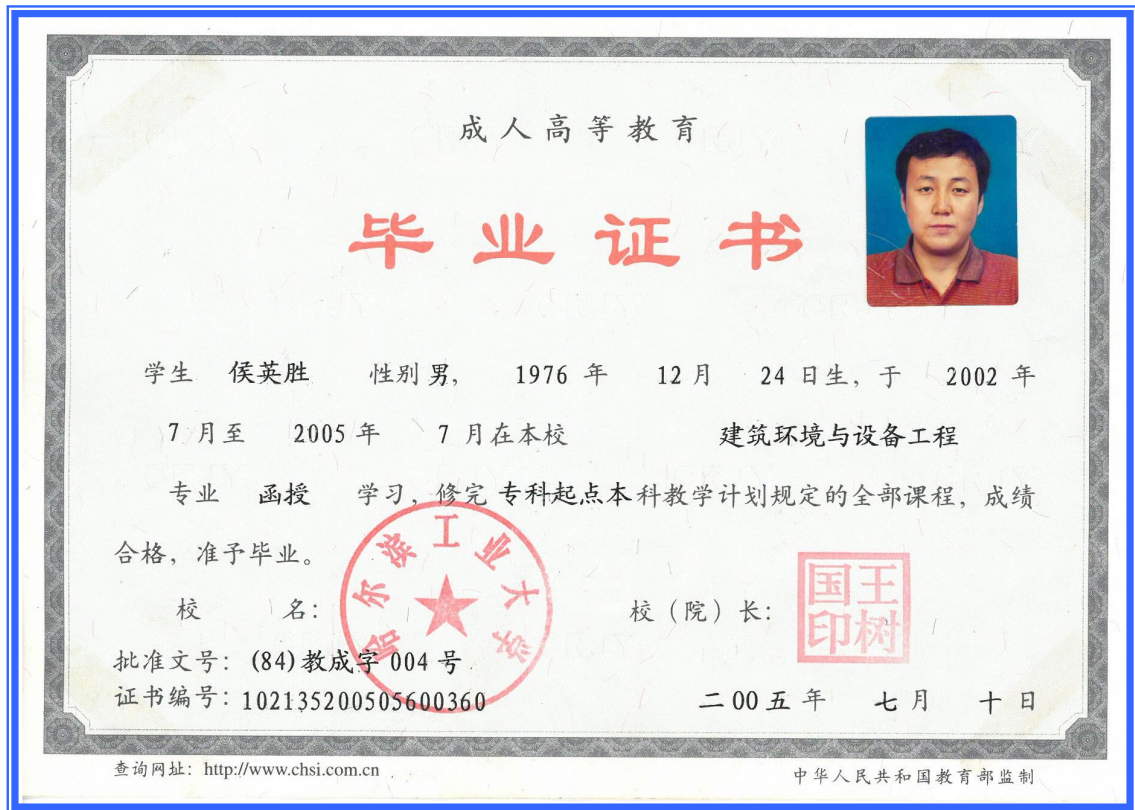 成人高等教育
毕业证书
学生 侯英胜 性别 男, 1976 年 12 月 24 日生, 于 2002 年
7 月至 2005 年 7 月在本校 建筑环境与设备工程
专业 函授 学习, 修完 专科起点本科教学计划规定的全部课程, 成绩
合格, 准予毕业。
哈尔滨工业大学
校 名: 校（院）长: 王树国印
批准文号: (84)教成字 004 号
证书编号: 102135200505600360 二00五年 七月 十日
查询网址: http://www.chsi.com.cn 中华人民共和国教育部监制